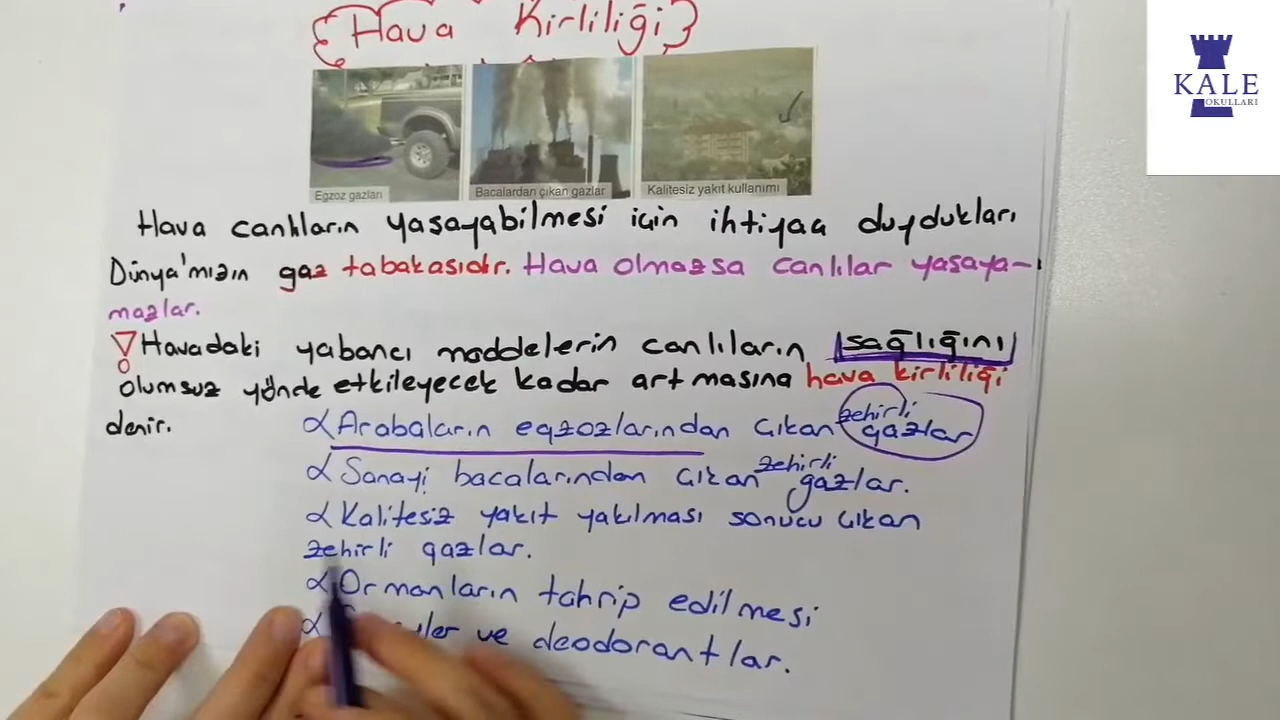 Hava Kirliliği
KALE
OKULLARI
Egzoz gazları
Bacalardan çıkan gazlar
Kalitesiz yakıt kullanımı
Hava canlıların yaşayabilmesi için ihtiyaç duydukları
Dünya'mızın gaz tabakasıdır. Hava olmazsa canlılar yaşaya-
mazlar.
Havadaki yabancı maddelerin canlıların sağlığını
olumsuz yönde etkileyecek kadar artmasına hava kirliliği
denir.
Arabaların egzozlarından çıkan zehirli gazlar
Sanayi bacalarından çıkan zehirli gazlar.
Kalitesiz yakıt yakılması sonucu çıkan
zehirli gazlar.
Ormanların tahrip edilmesi
ve deodorantlar.